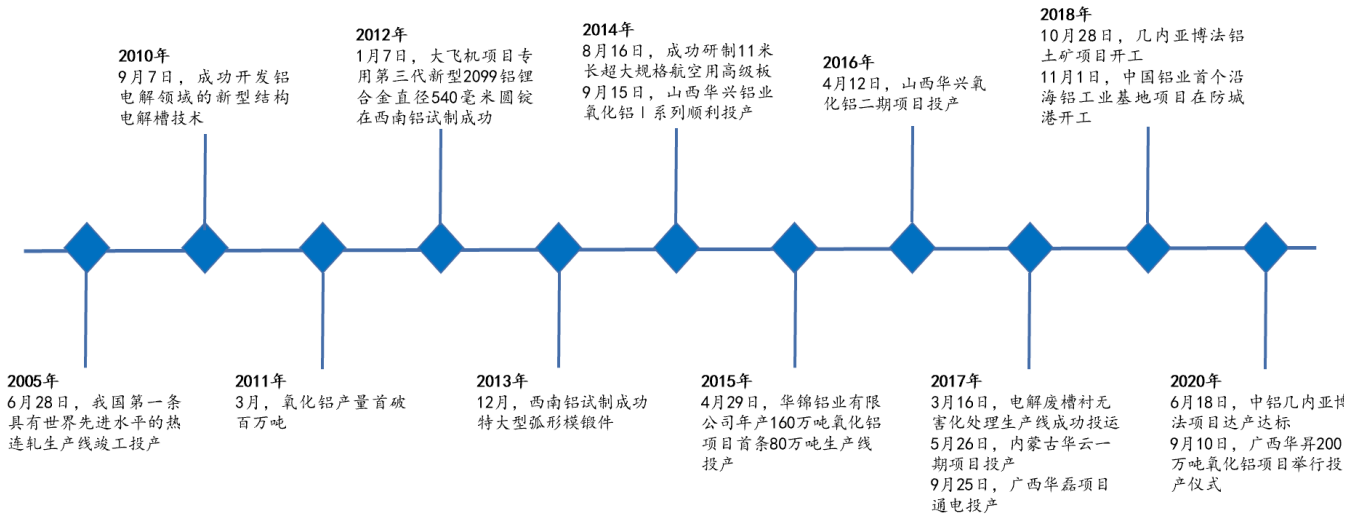 2005年
6月28日，我国第一条
具有世界先进水平的热
连轧生产线竣工投产
2010年
9月7日，成功开发铝
电解领域的新型结构
电解槽技术
2011年
3月，氧化铝产量首破
百万吨
2012年
1月7日，大飞机项目专
用第三代新型2099铝锂
合金直径540毫米圆锭
在西南铝试制成功
2013年
12月，西南铝试制成功
特大型弧形模锻件
2014年
8月16日，成功研制11米
长超大规格航空用高级板
9月15日，山西华兴铝业
氧化铝Ⅰ系列顺利投产
2015年
4月29日，华锦铝业有限
公司年产160万吨氧化铝
项目首条80万吨生产线
投产
2016年
4月12日，山西华兴氧
化铝二期项目投产
2017年
3月16日，电解废槽衬无
害化处理生产线成功投运
5月26日，内蒙古华云一
期项目投产
9月25日，广西华磊项目
通电投产
2018年
10月28日，几内亚博法铝
土矿项目开工
11月1日，中国铝业首个沿
海铝工业基地项目在防城
港开工
2020年
6月18日，中铝几内亚博
法项目达产达标
9月10日，广西华昇200
万吨氧化铝项目举行投
产仪式